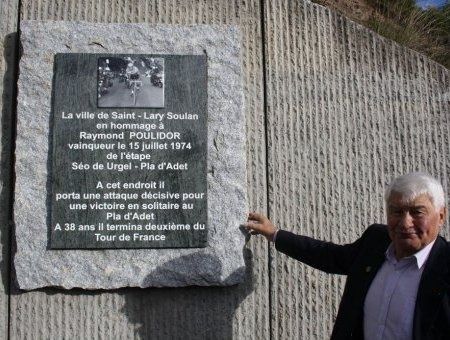 La ville de Saint - Lary Soulan
en hommage à
Raymond POULIDOR
vainqueur le 15 juillet 1974
de l'étape
Séo de Urgel - Pla d'Adet
A cet endroit il
porta une attaque décisive pour
une victoire en solitaire au
Pla d'Adet
A 38 ans il termina deuxième du
Tour de France